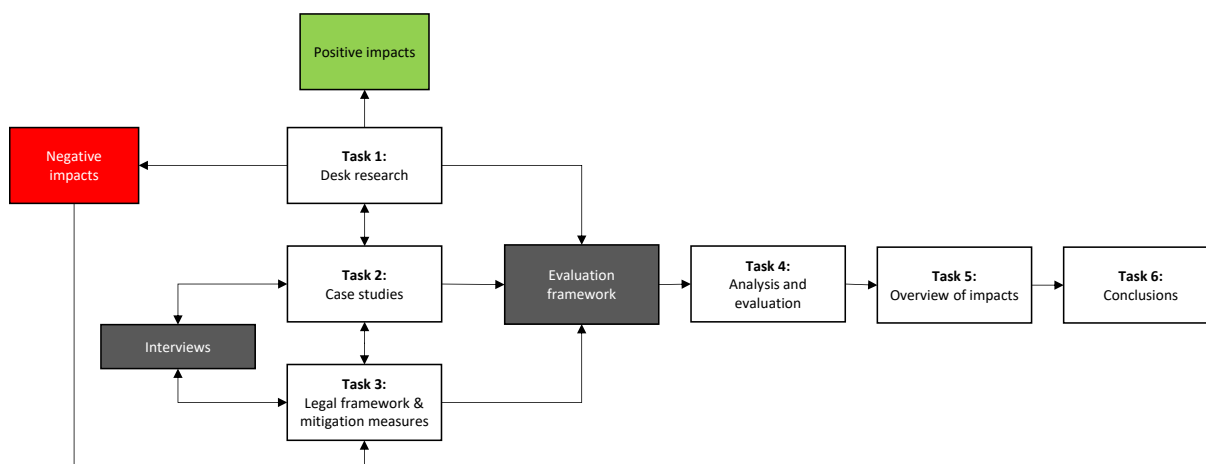 Positive impacts
Negative
impacts
Task 1:
Desk research
Task 2:
Case studies
Evaluation
framework
Task 4:
Analysis and
evaluation
Task 5:
Overview of impacts
Task 6:
Conclusions
Interviews
Task 3:
Legal framework &
mitigation measures